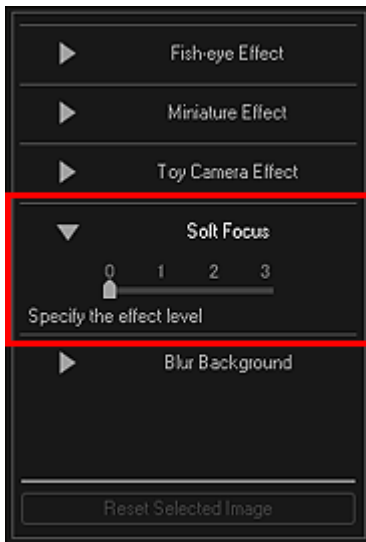 Fish-eye Effect
Miniature Effect
Toy Camera Effect
Soft Focus
0 1 2 3
Specify the effect level
Blur Background
Reset Selected Image